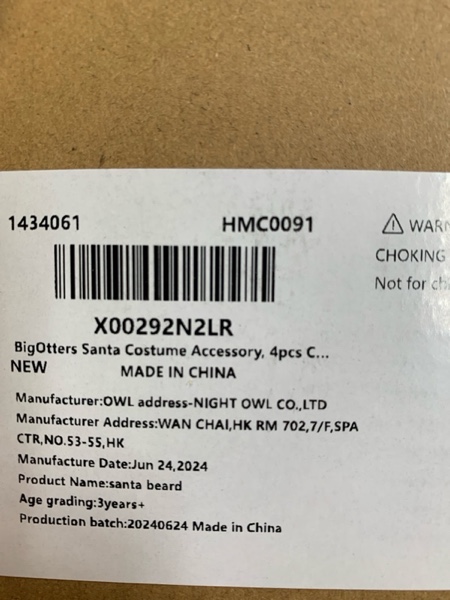 1434061 HMC0091
X00292N2LR
BigOtters Santa Costume Accessory, 4pcs C...
NEW MADE IN CHINA
Manufacturer:OWL address-NIGHT OWL CO.,LTD
Manufacturer Address:WAN CHAI,HK RM 702,7/F,SPA
CTR,NO.53-55,HK
Manufacture Date:Jun 24,2024
Product Name:santa beard
Age grading:3years+
Production batch:20240624 Made in China
⚠ WARN
CHOKING
Not for